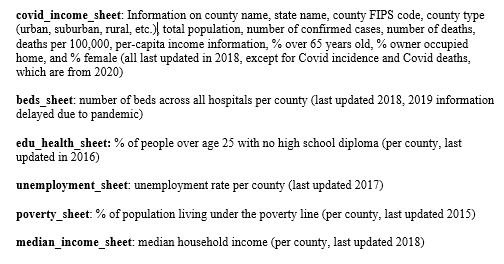 covid_income_sheet: Information on county name, state name, county FIPS code, county type
(urban, suburban, rural, etc.), total population, number of confirmed cases, number of deaths,
deaths per 100,000, per-capita income information, % over 65 years old, % owner occupied
home, and % female (all last updated in 2018, except for Covid incidence and Covid deaths,
which are from 2020)
beds_sheet: number of beds across all hospitals per county (last updated 2018, 2019 information
delayed due to pandemic)
edu_health_sheet: % of people over age 25 with no high school diploma (per county, last
updated in 2016)
unemployment_sheet: unemployment rate per county (last updated 2017)
poverty_sheet: % of population living under the poverty line (per county, last updated 2015)
median_income_sheet: median household income (per county, last updated 2018)